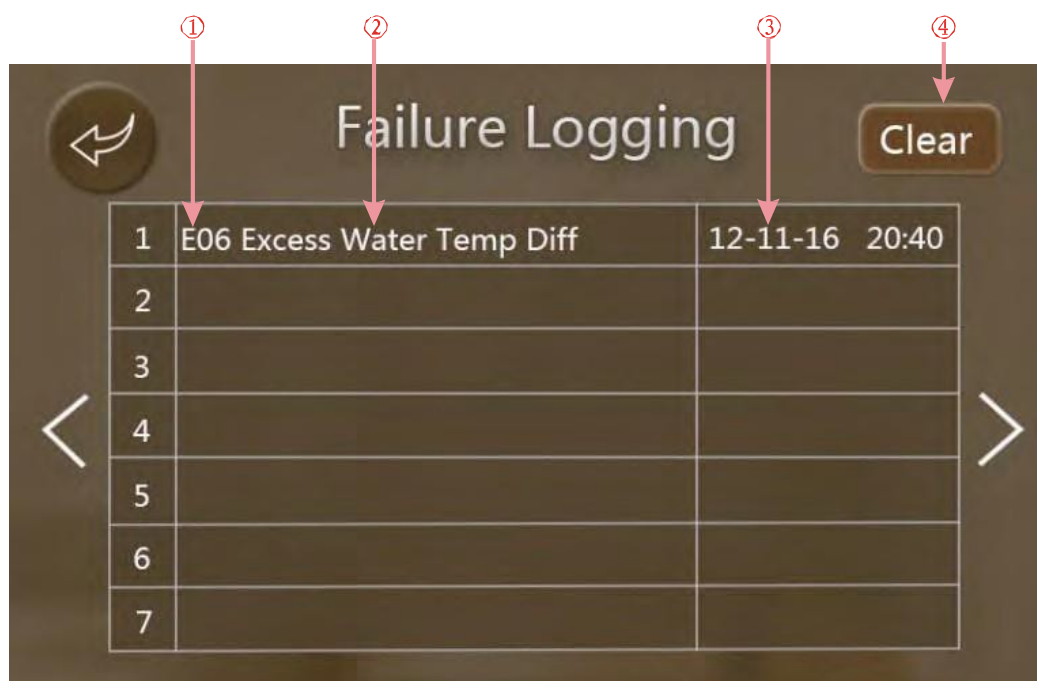 ① ② ③ ④
Failure Logging Clear
1 E06 Excess Water Temp Diff 12-11-16 20:40
2
3
4
5
6
7